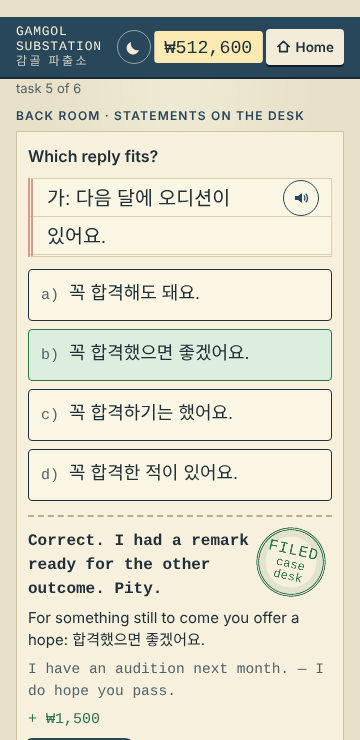 GAMGOL
SUBSTATION
감골 파출소
₩512,600
Home
task 5 of 6
BACK ROOM · STATEMENTS ON THE DESK
Which reply fits?
가: 다음 달에 오디션이
있어요.
a) 꼭 합격해도 돼요.
b) 꼭 합격했으면 좋겠어요.
c) 꼭 합격하기는 했어요.
d) 꼭 합격한 적이 있어요.
Correct. I had a remark
ready for the other
outcome. Pity.
FILED
case
desk
For something still to come you offer a
hope: 합격했으면 좋겠어요.
I have an audition next month. — I
do hope you pass.
+ ₩1,500